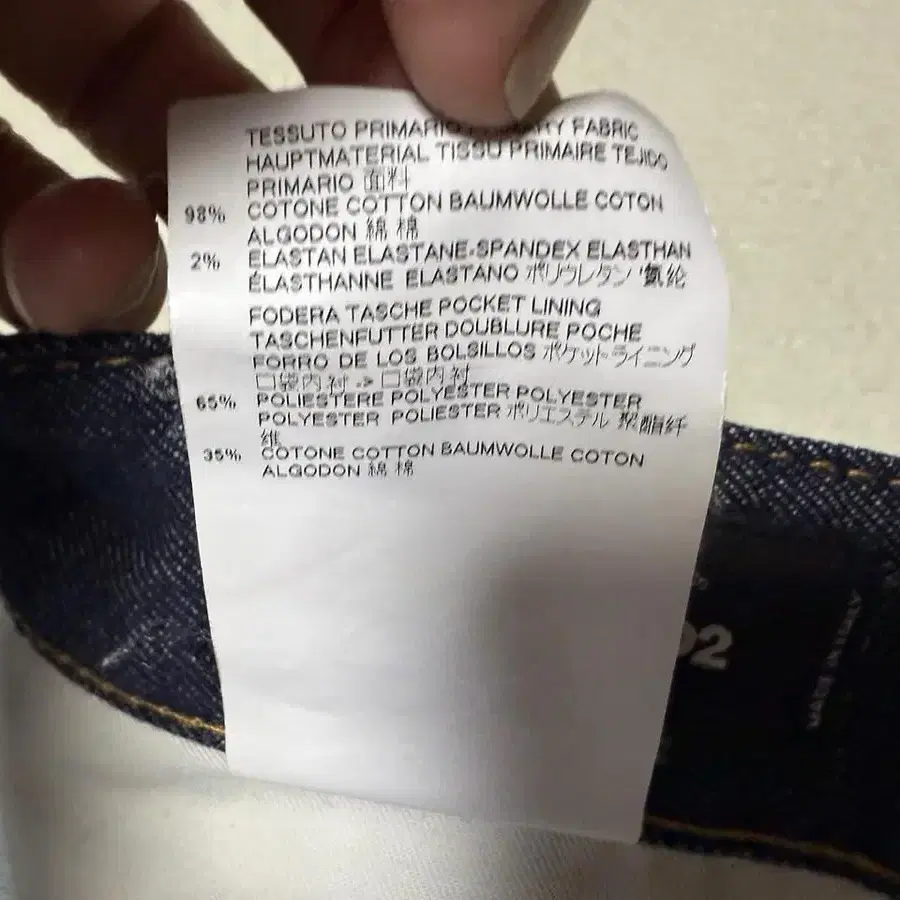 TESSUTO PRIMARIO PRIMARY FABRIC
HAUPTMATERIAL TISSU PRIMAIRE TEJIDO
PRIMARIO 面料
98% COTONE COTTON BAUMWOLLE COTON
ALGODON 綿 棉
2% ELASTAN ELASTANE-SPANDEX ELASTHAN
ÉLASTHANNE ELASTANO ポリウレタン 氨纶
FODERA TASCHE POCKET LINING
TASCHENFUTTER DOUBLURE POCHE
FORRO DE LOS BOLSILLOS ポケットライニング
口袋内衬 -> 口袋内衬
65% POLIESTERE POLYESTER POLYESTER
POLYESTER POLIESTER ポリエステル 聚酯纤
维
35% COTONE COTTON BAUMWOLLE COTON
ALGODON 綿 棉
MADE IN ITALY